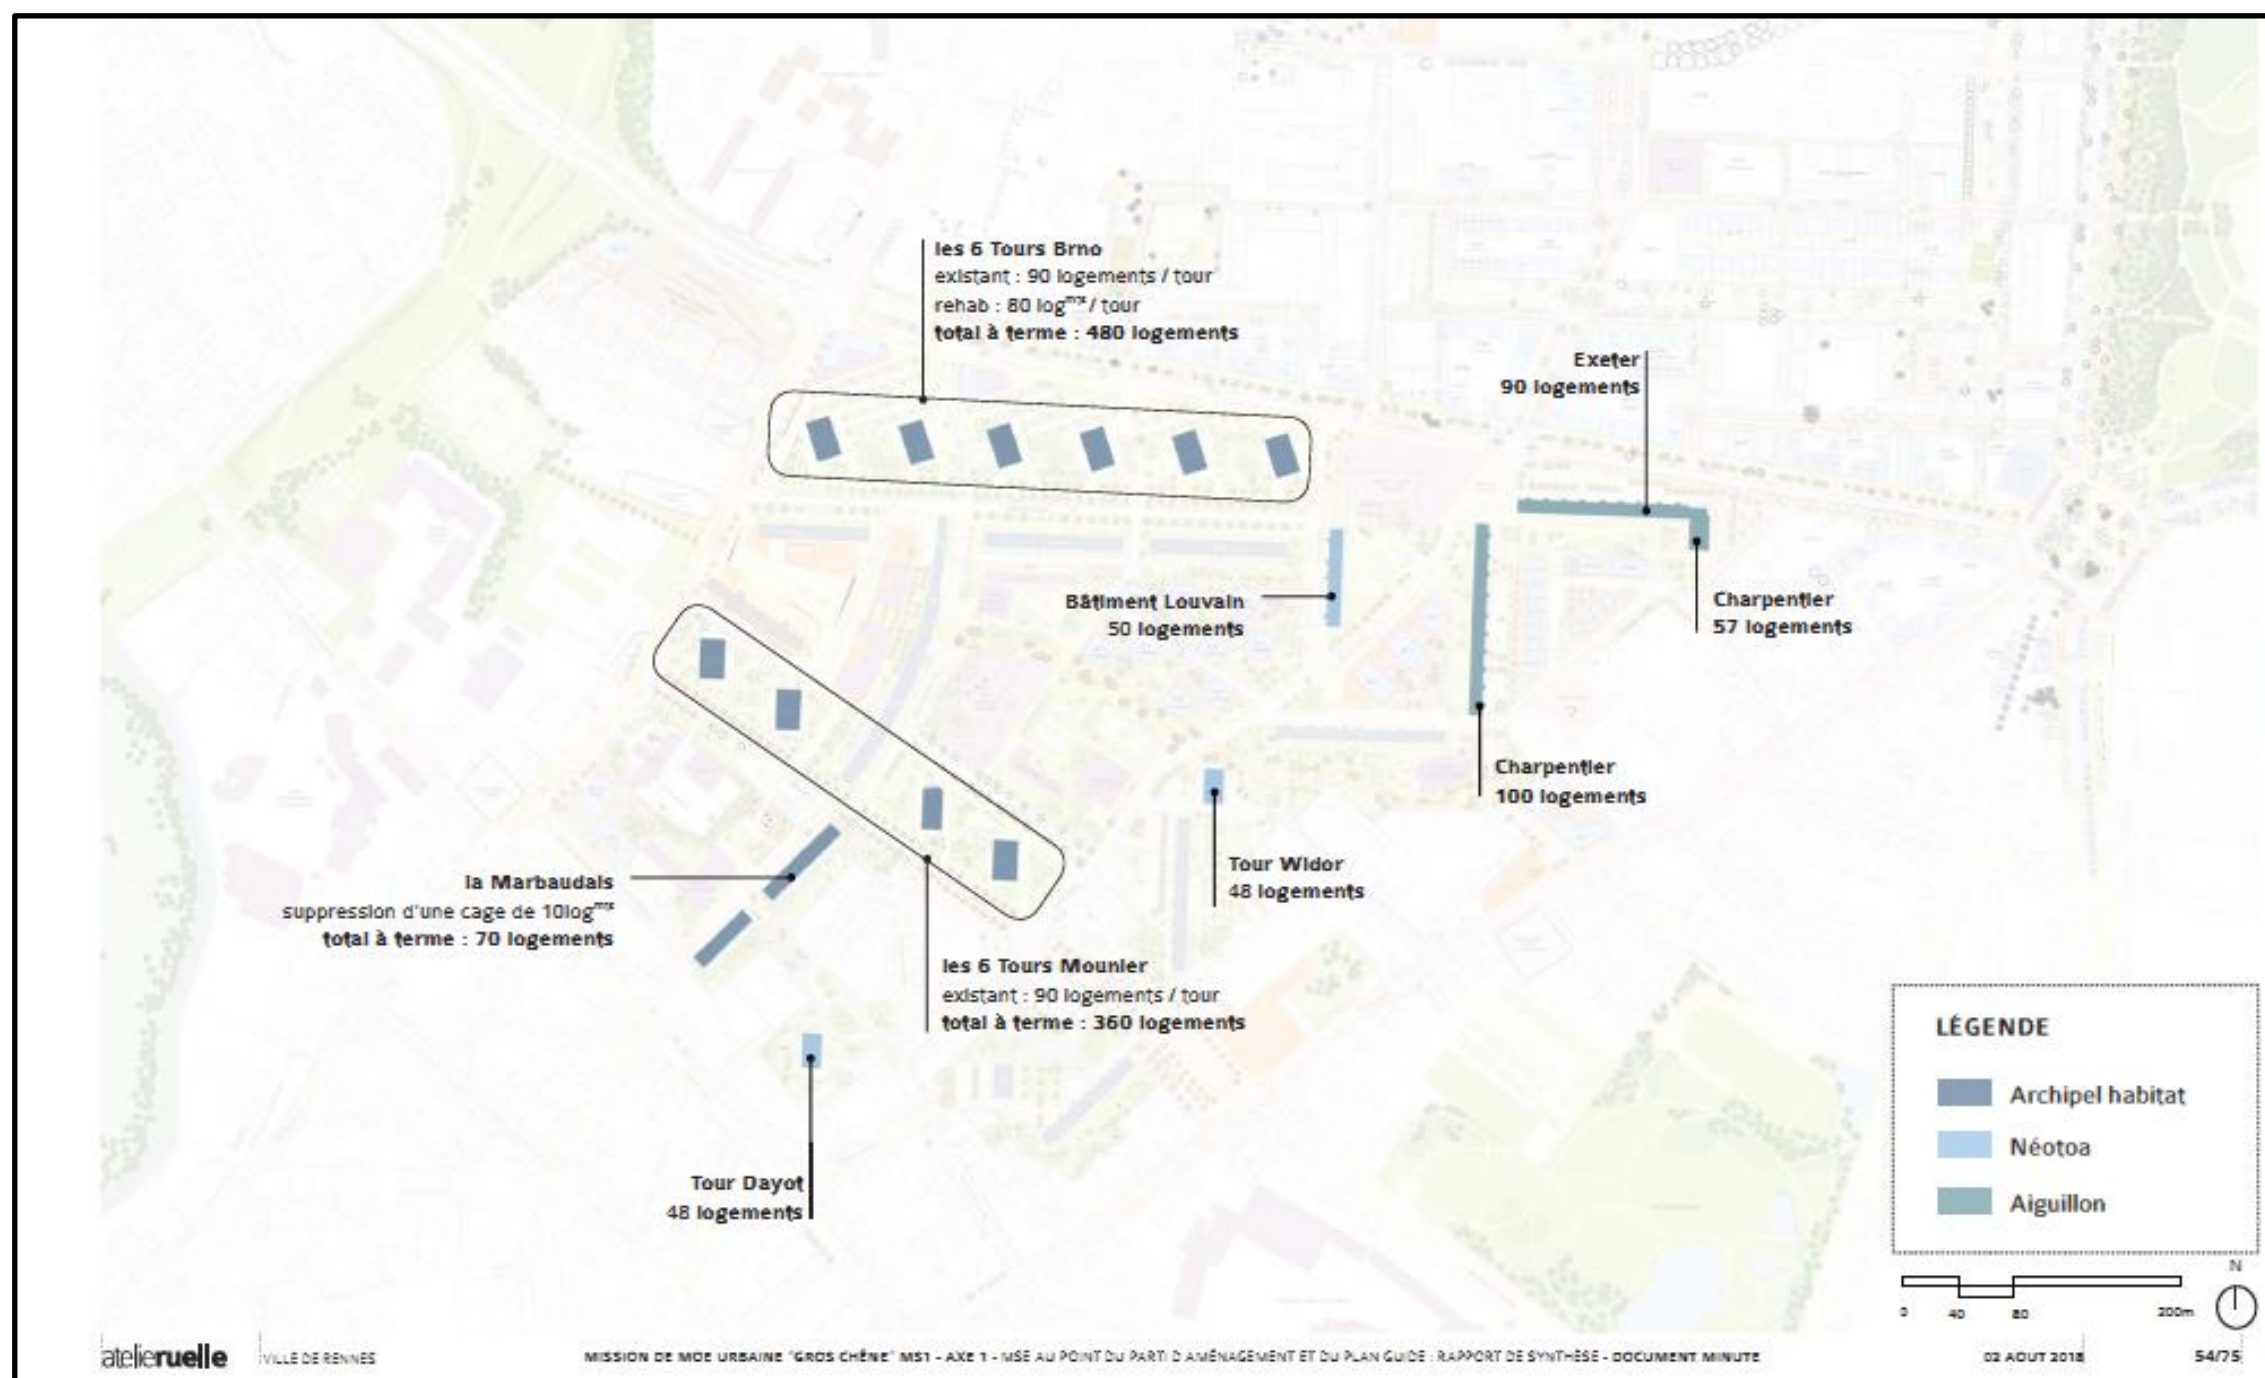 les 6 Tours Brno
existant : 90 logements / tour
rehab : 80 logmts / tour
total à terme : 480 logements
Exeter
90 logements
Bâtiment Louvain
50 logements
Charpentier
57 logements
Charpentier
100 logements
Tour Widor
48 logements
la Marbaudais
suppression d'une cage de 10logmts
total à terme : 70 logements
les 6 Tours Mounier
existant : 90 logements / tour
total à terme : 360 logements
Tour Dayot
48 logements
LÉGENDE
Archipel habitat
Néotoa
Aiguillon
N
0 40 80 200m
atelieruelle
VILLE DE RENNES
MISSION DE MOE URBAINE "GROS CHÊNE" MS1 - AXE 1 - MSE AU POINT DU PARTI D'AMÉNAGEMENT ET DU PLAN GUIDE : RAPPORT DE SYNTHÈSE - DOCUMENT MINUTE
02 AOUT 2018
54/75